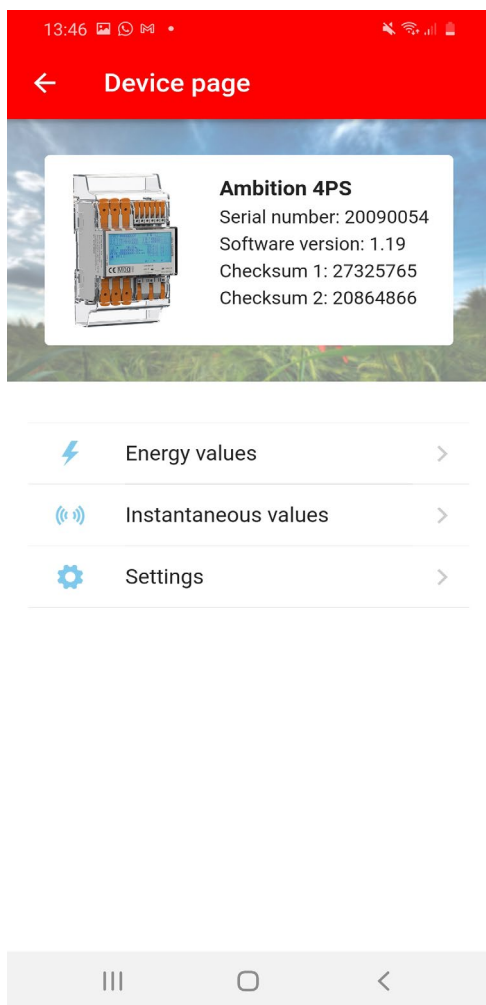 13:46
Device page
Ambition 4PS
Serial number: 20090054
Software version: 1.19
Checksum 1: 27325765
Checksum 2: 20864866
Energy values
Instantaneous values
Settings